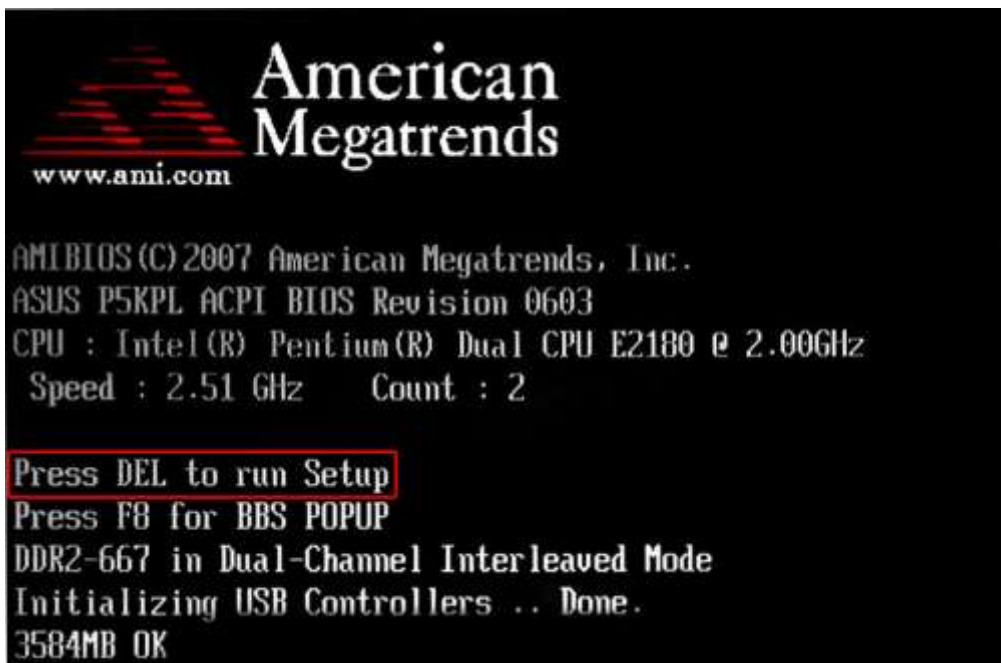 American
Megatrends
www.ami.com
AMIBIOS(C)2007 American Megatrends, Inc.
ASUS P5KPL ACPI BIOS Revision 0603
CPU : Intel(R) Pentium(R) Dual CPU E2180 @ 2.00GHz
Speed : 2.51 GHz Count : 2
Press DEL to run Setup
Press F8 for BBS POPUP
DDR2-667 in Dual-Channel Interleaved Mode
Initializing USB Controllers .. Done.
3584MB OK